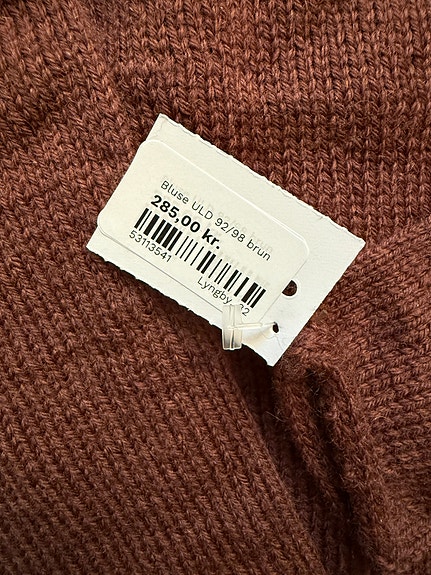 Bluse ULD 92/98 brun
285,00 kr.
53113541
Lyngby